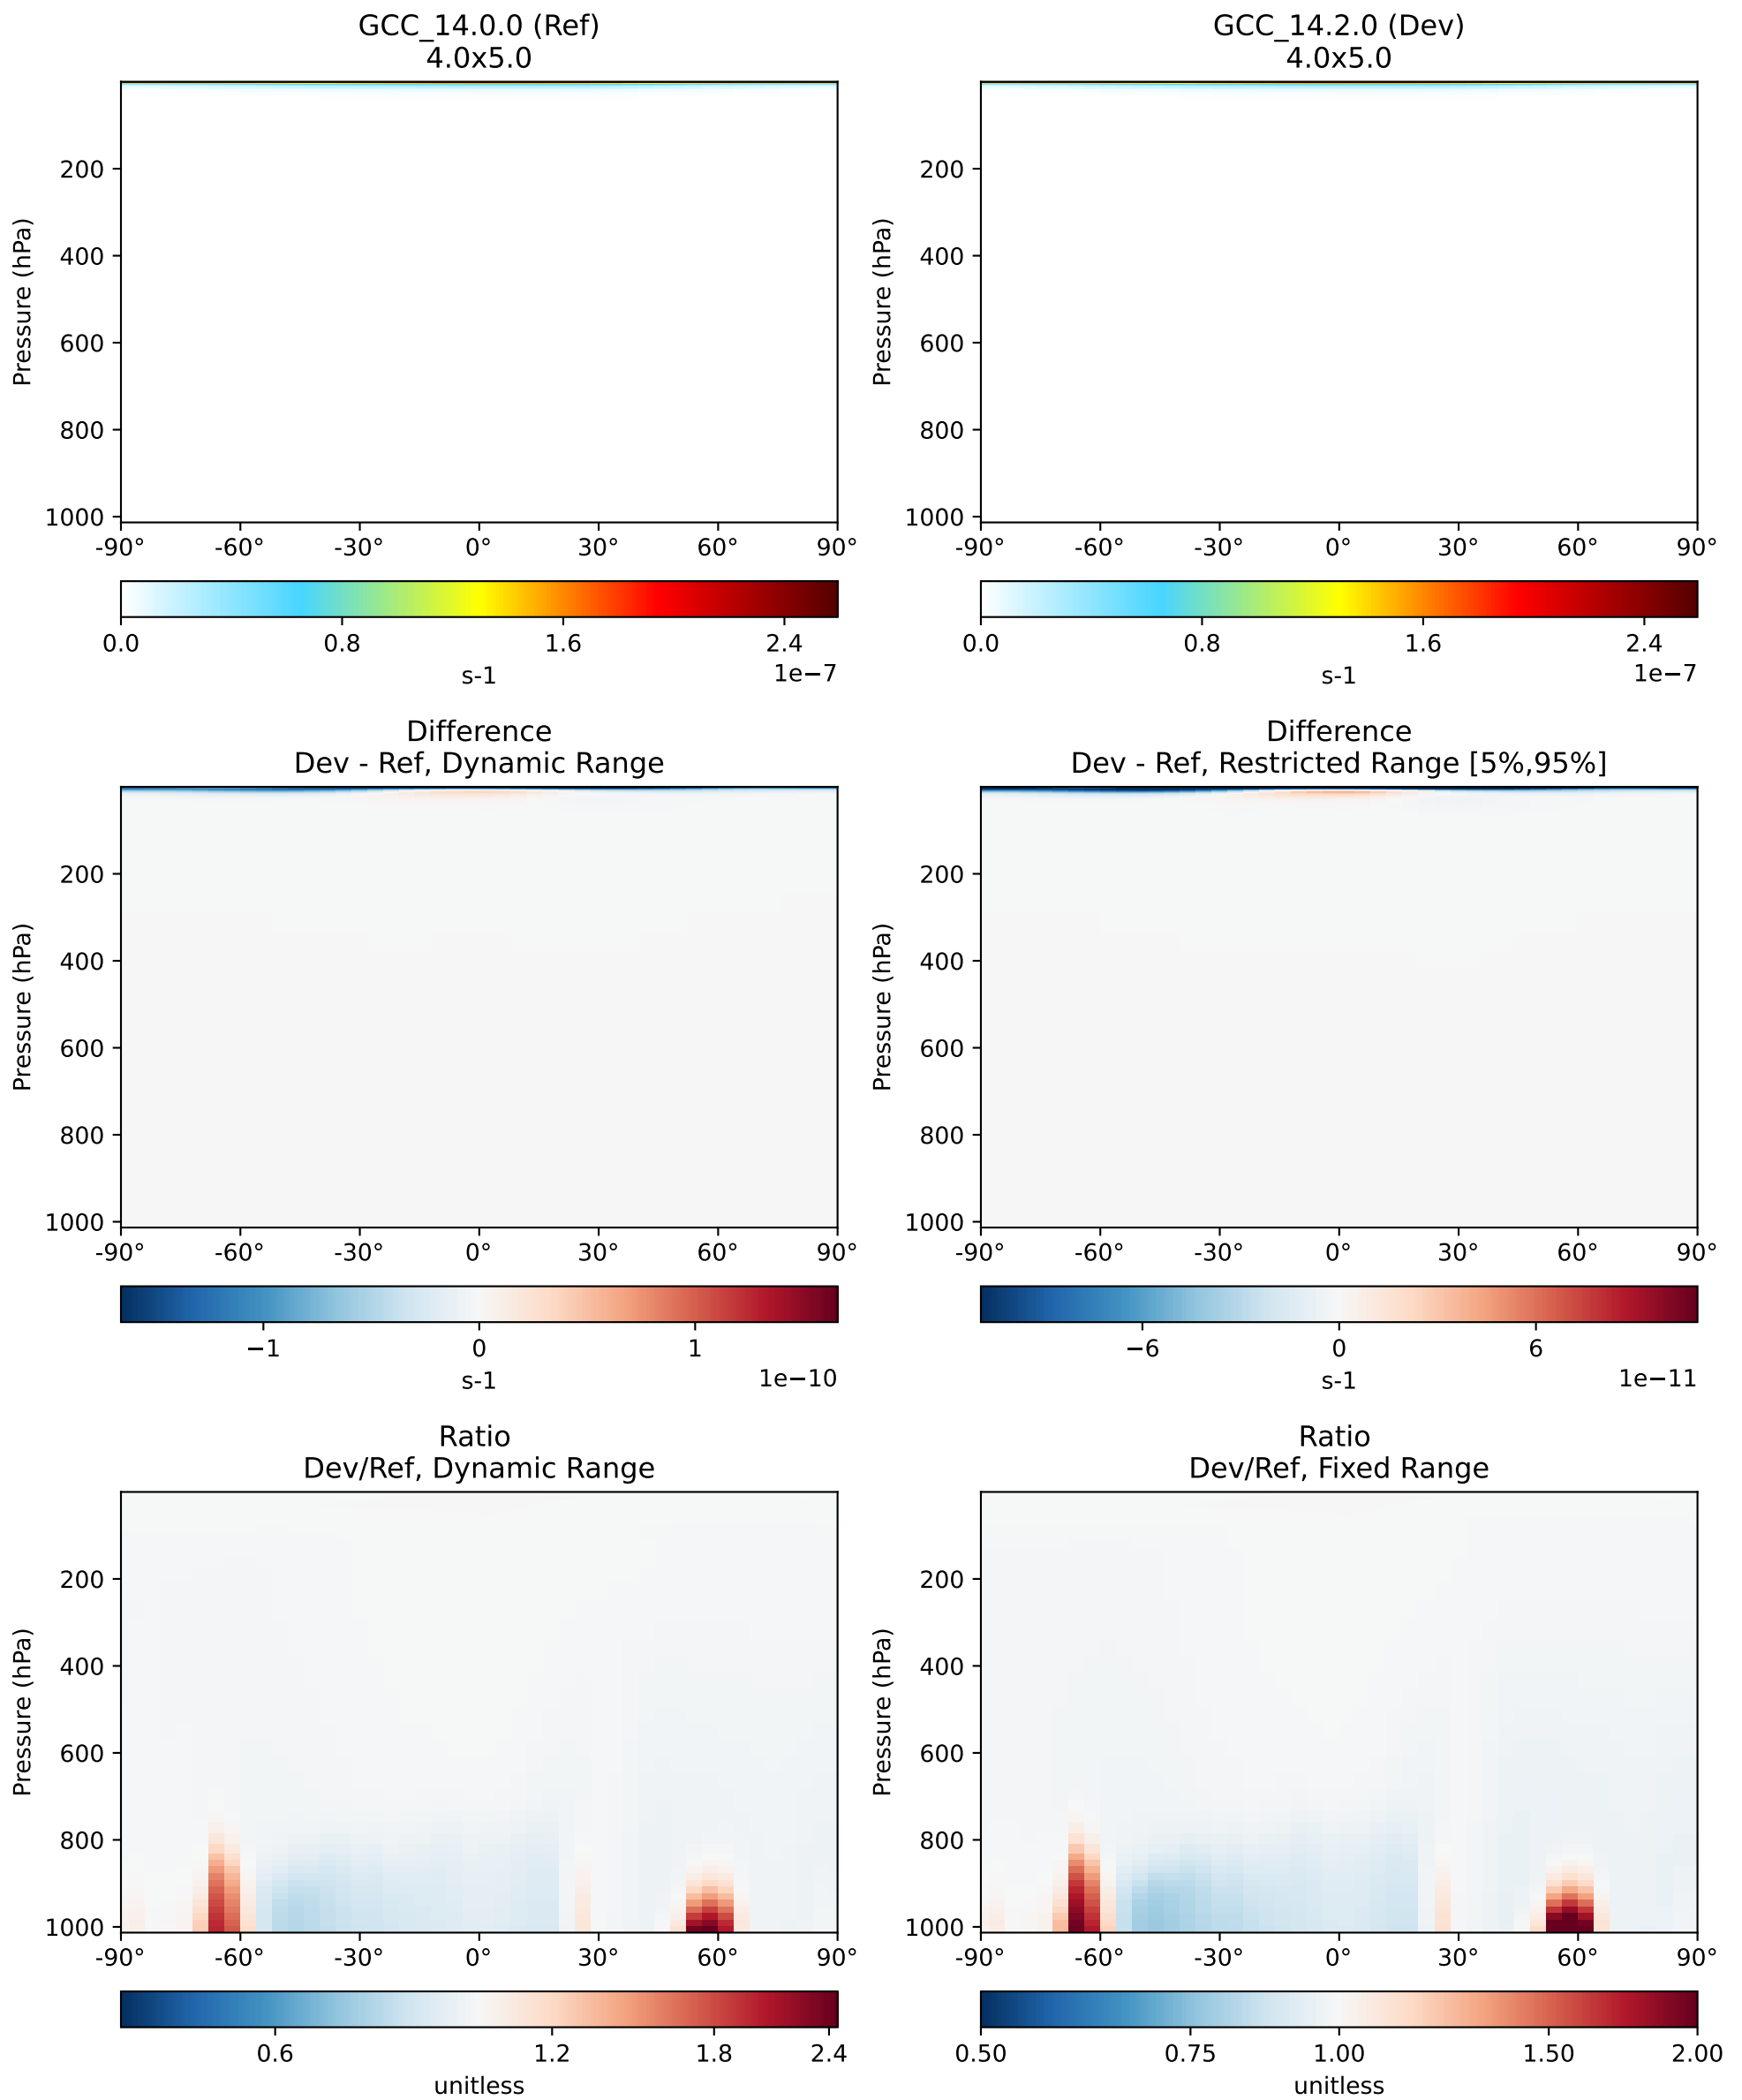 GCC_14.0.0 (Ref)
4.0x5.0
Pressure (hPa)
200
400
600
800
1000
-90° -60° -30° 0° 30° 60° 90°
0.0 0.8 1.6 2.4
s-1
1e−7
GCC_14.2.0 (Dev)
4.0x5.0
Pressure (hPa)
200
400
600
800
1000
-90° -60° -30° 0° 30° 60° 90°
0.0 0.8 1.6 2.4
s-1
1e−7
Difference
Dev - Ref, Dynamic Range
Pressure (hPa)
200
400
600
800
1000
-90° -60° -30° 0° 30° 60° 90°
−1 0 1
s-1
1e−10
Difference
Dev - Ref, Restricted Range [5%,95%]
Pressure (hPa)
200
400
600
800
1000
-90° -60° -30° 0° 30° 60° 90°
−6 0 6
s-1
1e−11
Ratio
Dev/Ref, Dynamic Range
Pressure (hPa)
200
400
600
800
1000
-90° -60° -30° 0° 30° 60° 90°
0.6 1.2 1.8 2.4
unitless
Ratio
Dev/Ref, Fixed Range
Pressure (hPa)
200
400
600
800
1000
-90° -60° -30° 0° 30° 60° 90°
0.50 0.75 1.00 1.50 2.00
unitless